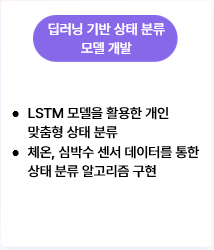 딥러닝 기반 상태 분류
모델 개발
● LSTM 모델을 활용한 개인
맞춤형 상태 분류
● 체온, 심박수 센서 데이터를 통한
상태 분류 알고리즘 구현